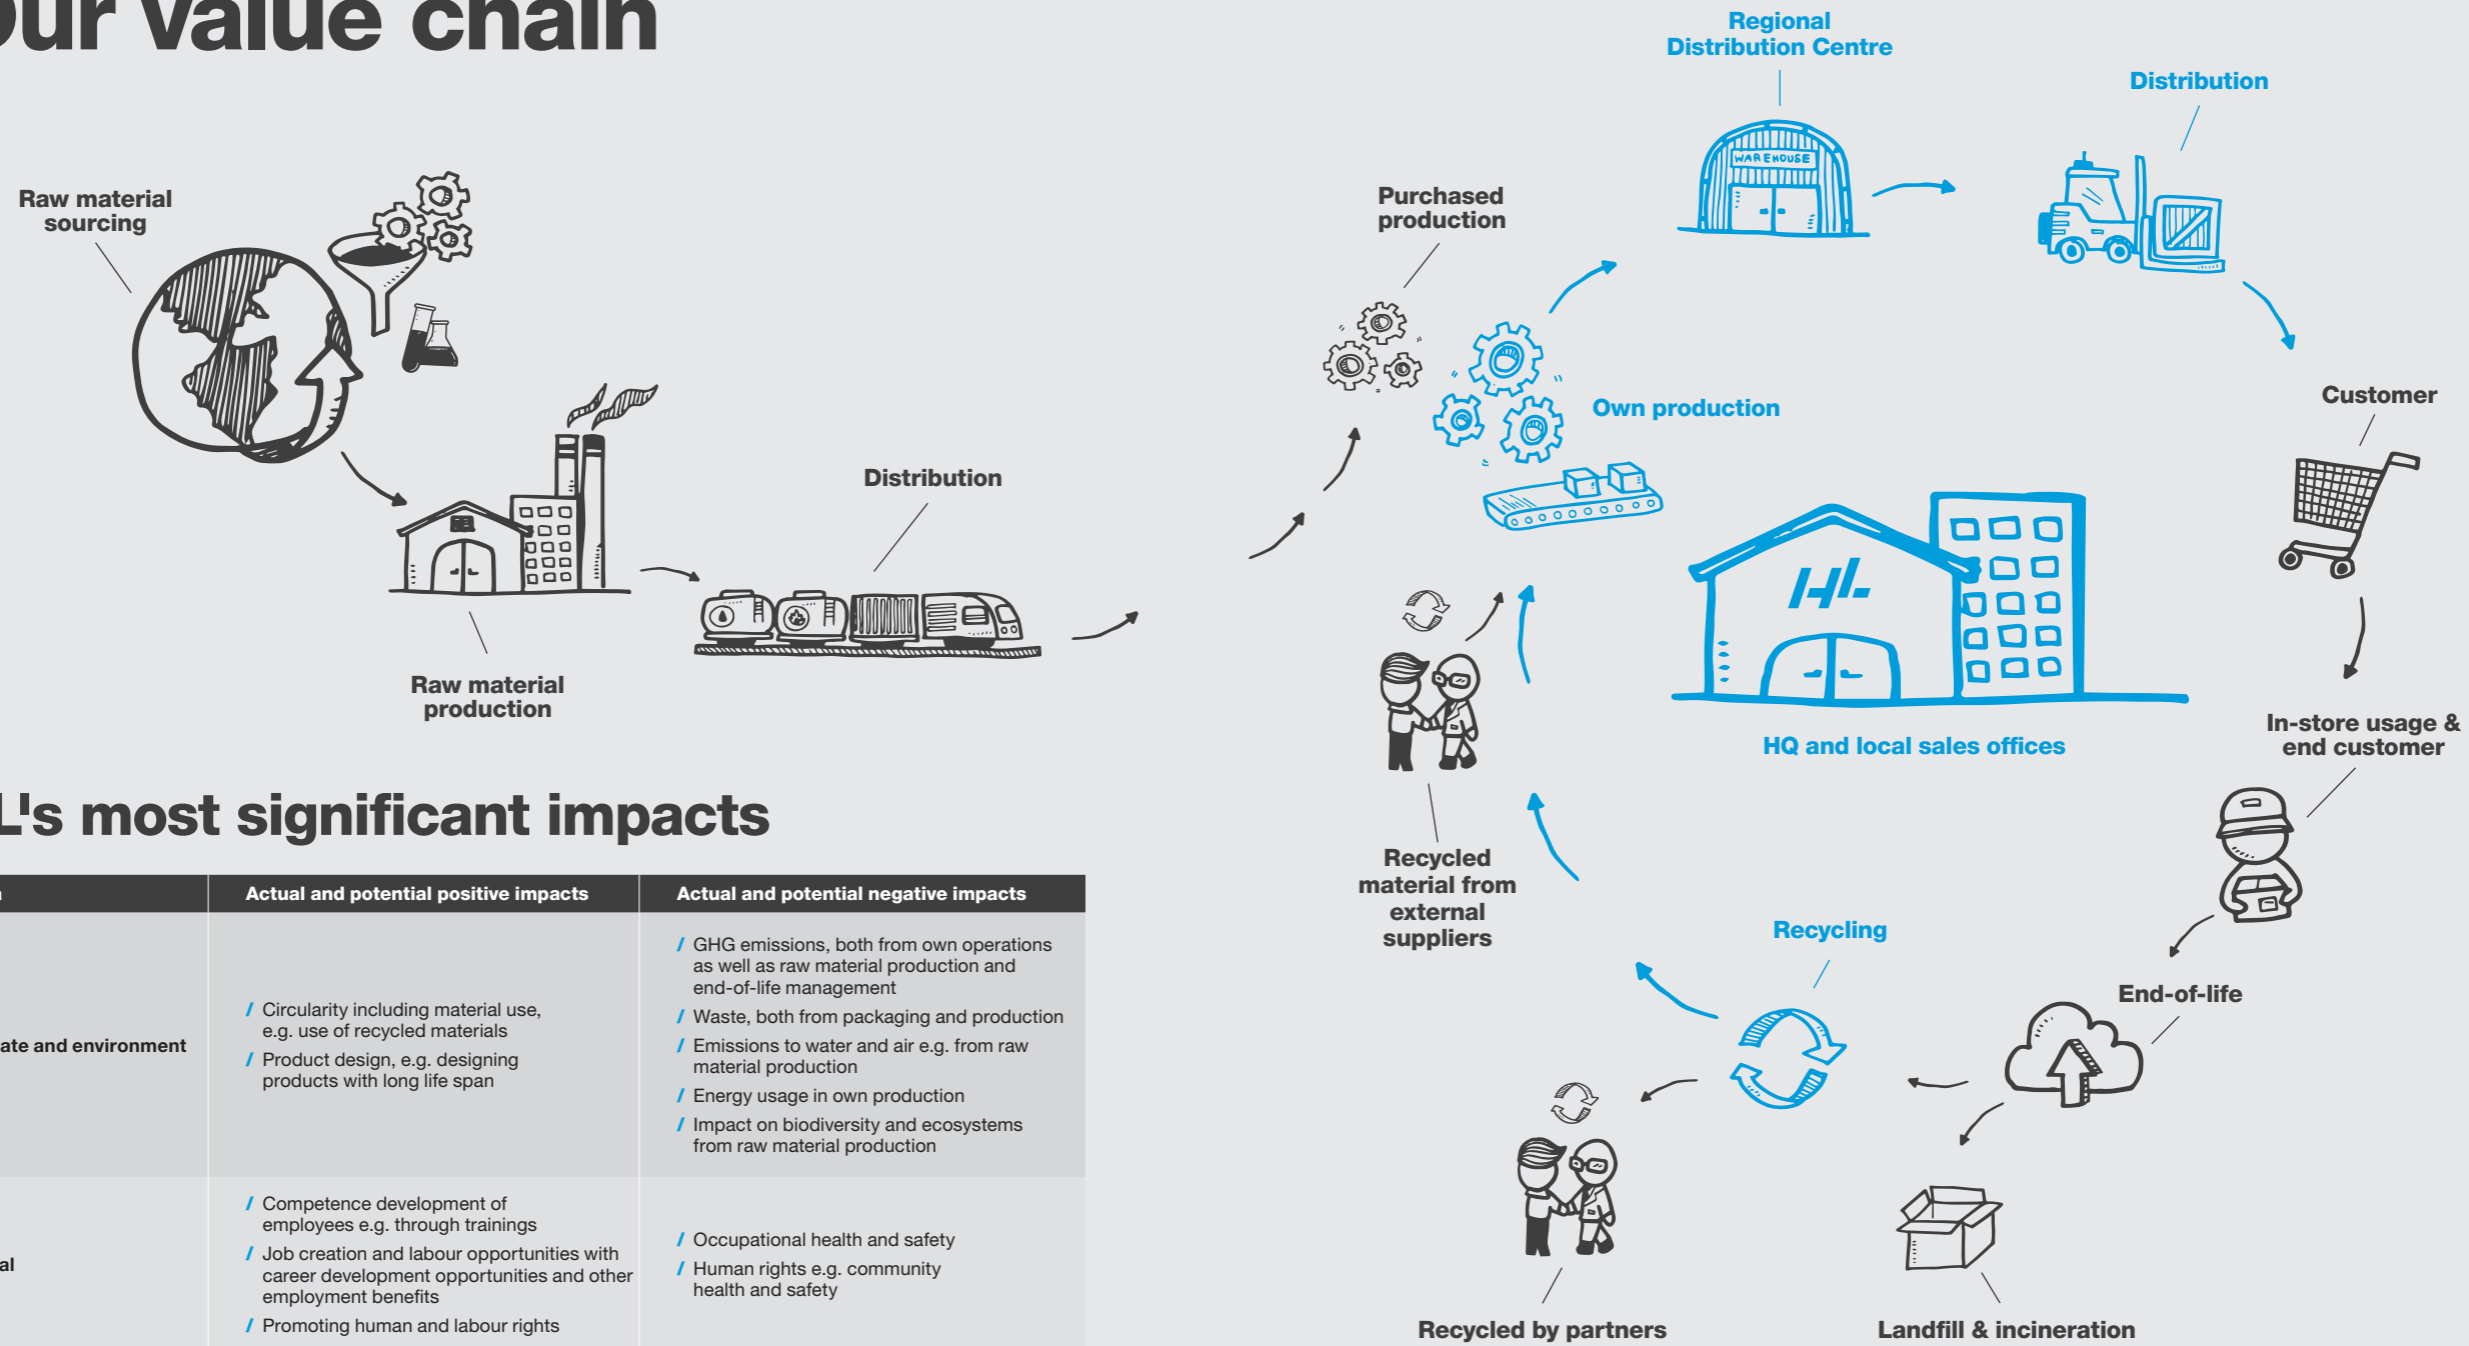 Our value chain
Regional
Distribution Centre
Distribution
WAREHOUSE
Raw material
sourcing
Purchased
production
Own production
Customer
Distribution
Raw material
production
HL
HQ and local sales offices
In-store usage &
end customer
Recycled
material from
external
suppliers
Recycling
End-of-life
Recycled by partners
Landfill & incineration
L's most significant impacts
Actual and potential positive impacts
Actual and potential negative impacts
ate and environment
/ Circularity including material use,
e.g. use of recycled materials
/ Product design, e.g. designing
products with long life span
/ GHG emissions, both from own operations
as well as raw material production and
end-of-life management
/ Waste, both from packaging and production
/ Emissions to water and air e.g. from raw
material production
/ Energy usage in own production
/ Impact on biodiversity and ecosystems
from raw material production
al
/ Competence development of
employees e.g. through trainings
/ Job creation and labour opportunities with
career development opportunities and other
employment benefits
/ Promoting human and labour rights
/ Occupational health and safety
/ Human rights e.g. community
health and safety